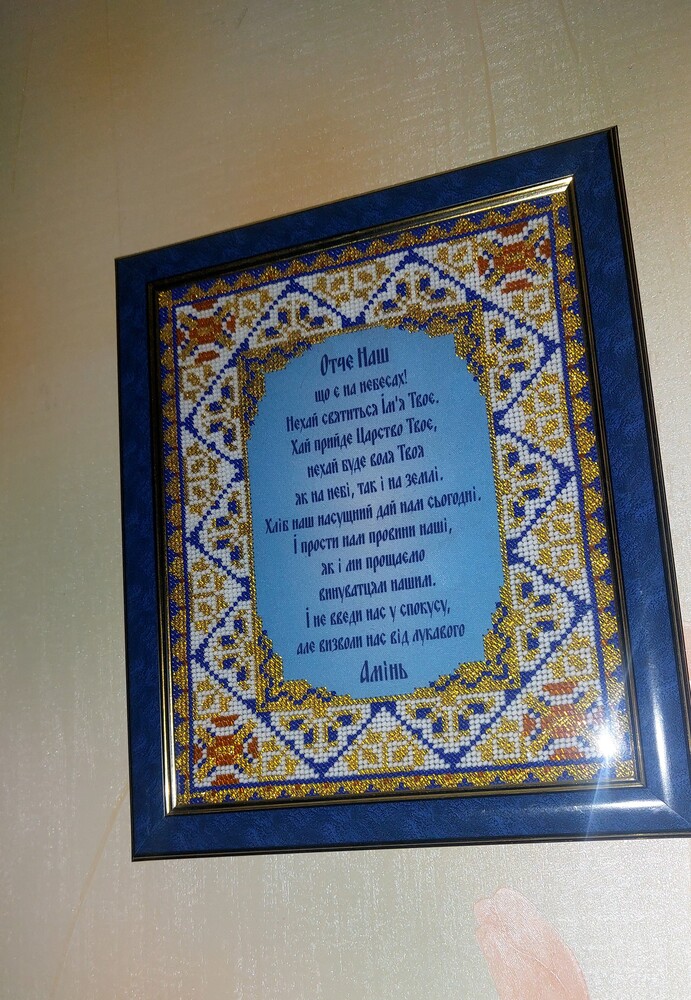 Отче Наш
що є на небесах!
Нехай святиться Ім'я Твоє.
Хай прийде Царство Твоє,
нехай буде воля Твоя
як на небі, так і на землі.
Хліб наш насущний дай нам сьогодні.
І прости нам провини наші,
як і ми прощаємо
винуватцям нашим.
І не введи нас у спокусу,
але визволи нас від лукавого
Амінь